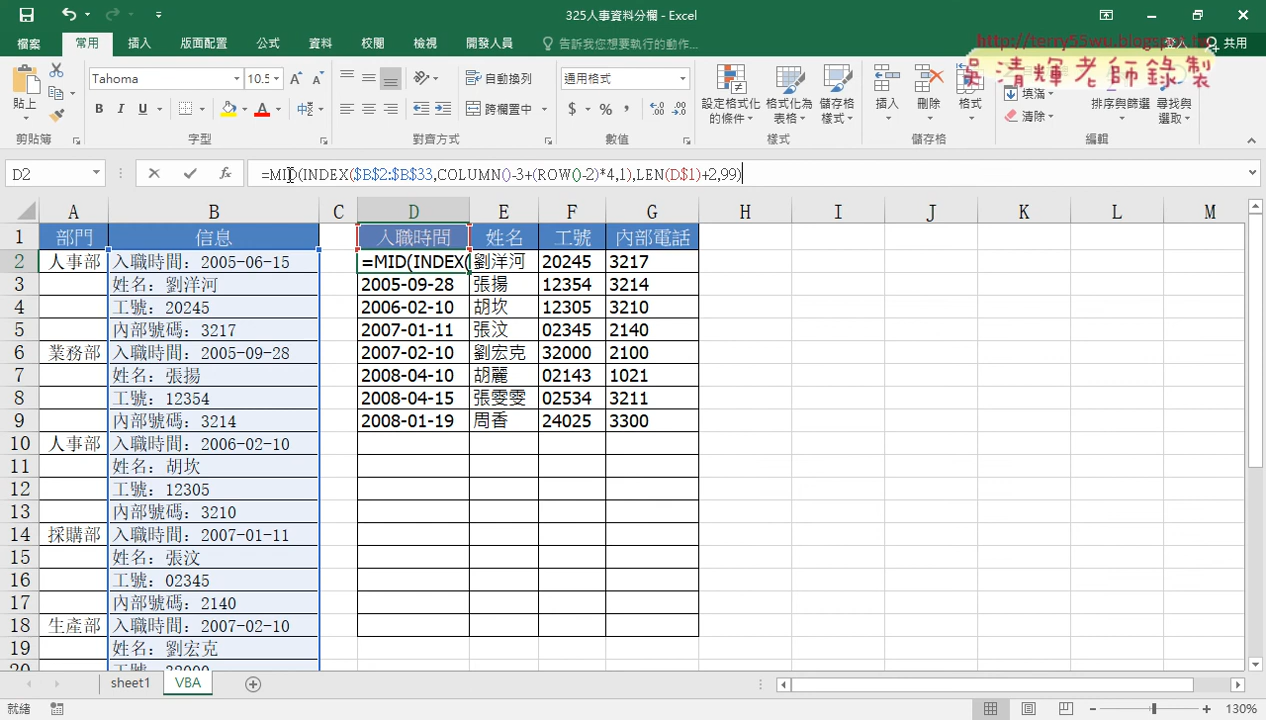 325人事資料分欄 - Excel
http://terry55wu.blogspot.tw
吳清輝老師錄製
檔案 常用 插入 版面配置 公式 資料 校閱 檢視 開發人員 告訴我您想要執行的動作... 登入 共用
Tahoma 10.5 自動換列 通用格式 填滿
貼上 跨欄置中 設定格式化的條件 格式化為表格 儲存格樣式 插入 刪除 格式 清除 排序與篩選 尋找與選取
剪貼簿 字型 對齊方式 數值 樣式 儲存格 編輯
D2 =MID(INDEX($B$2:$B$33,COLUMN()-3+(ROW()-2)*4,1),LEN(D$1)+2,99)
A B C D E F G H I J K L M
1 部門 信息 入職時間 姓名 工號 內部電話
2 人事部 入職時間：2005-06-15 =MID(INDEX( 劉洋河 20245 3217
3 姓名：劉洋河 2005-09-28 張揚 12354 3214
4 工號：20245 2006-02-10 胡坎 12305 3210
5 內部號碼：3217 2007-01-11 張汶 02345 2140
6 業務部 入職時間：2005-09-28 2007-02-10 劉宏克 32000 2100
7 姓名：張揚 2008-04-10 胡麗 02143 1021
8 工號：12354 2008-04-15 張雯雯 02534 3211
9 內部號碼：3214 2008-01-19 周香 24025 3300
10 人事部 入職時間：2006-02-10
11 姓名：胡坎
12 工號：12305
13 內部號碼：3210
14 採購部 入職時間：2007-01-11
15 姓名：張汶
16 工號：02345
17 內部號碼：2140
18 生產部 入職時間：2007-02-10
19 姓名：劉宏克
20 工號：32000
sheet1 VBA
就緒 130%